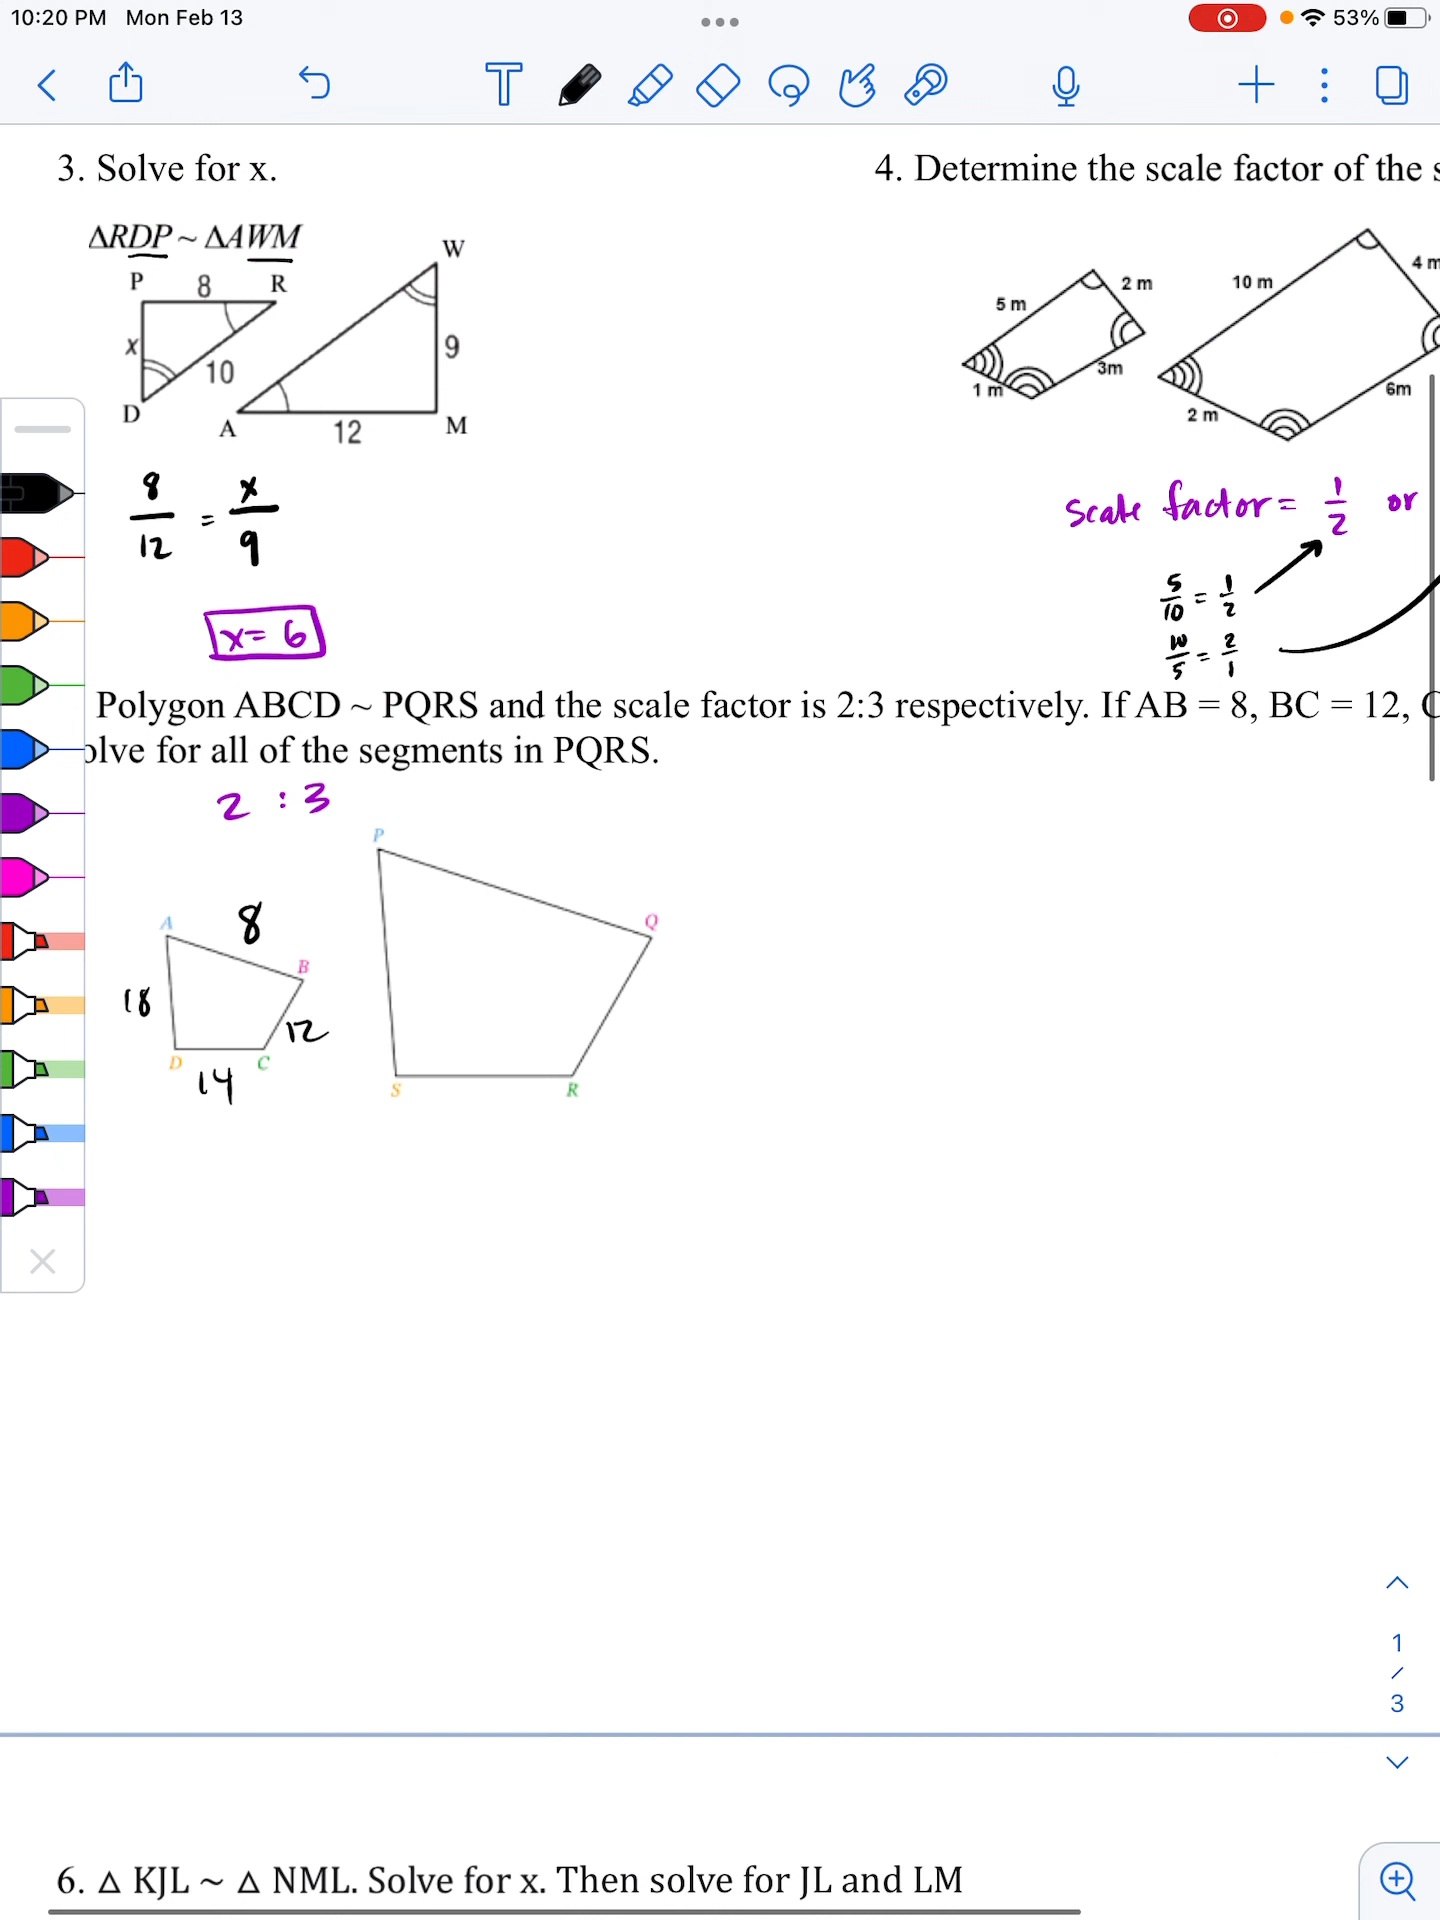 10:20 PM Mon Feb 13
53%
T
3. Solve for x.
4. Determine the scale factor of the
ΔRDP ~ ΔAWM
P 8 R
x
10
D
W
9
A 12 M
5 m
2 m
3m
1 m
10 m
4 m
6m
2 m
8/12 = x/9
x = 6
Scale factor = 1/2 or
5/10 = 1/2
10/5 = 2/1
Polygon ABCD ~ PQRS and the scale factor is 2:3 respectively. If AB = 8, BC = 12,
olve for all of the segments in PQRS.
2 : 3
P
Q
S
R
A 8
B
18
12
D
C
14
1
/
3
6. Δ KJL ~ Δ NML. Solve for x. Then solve for JL and LM